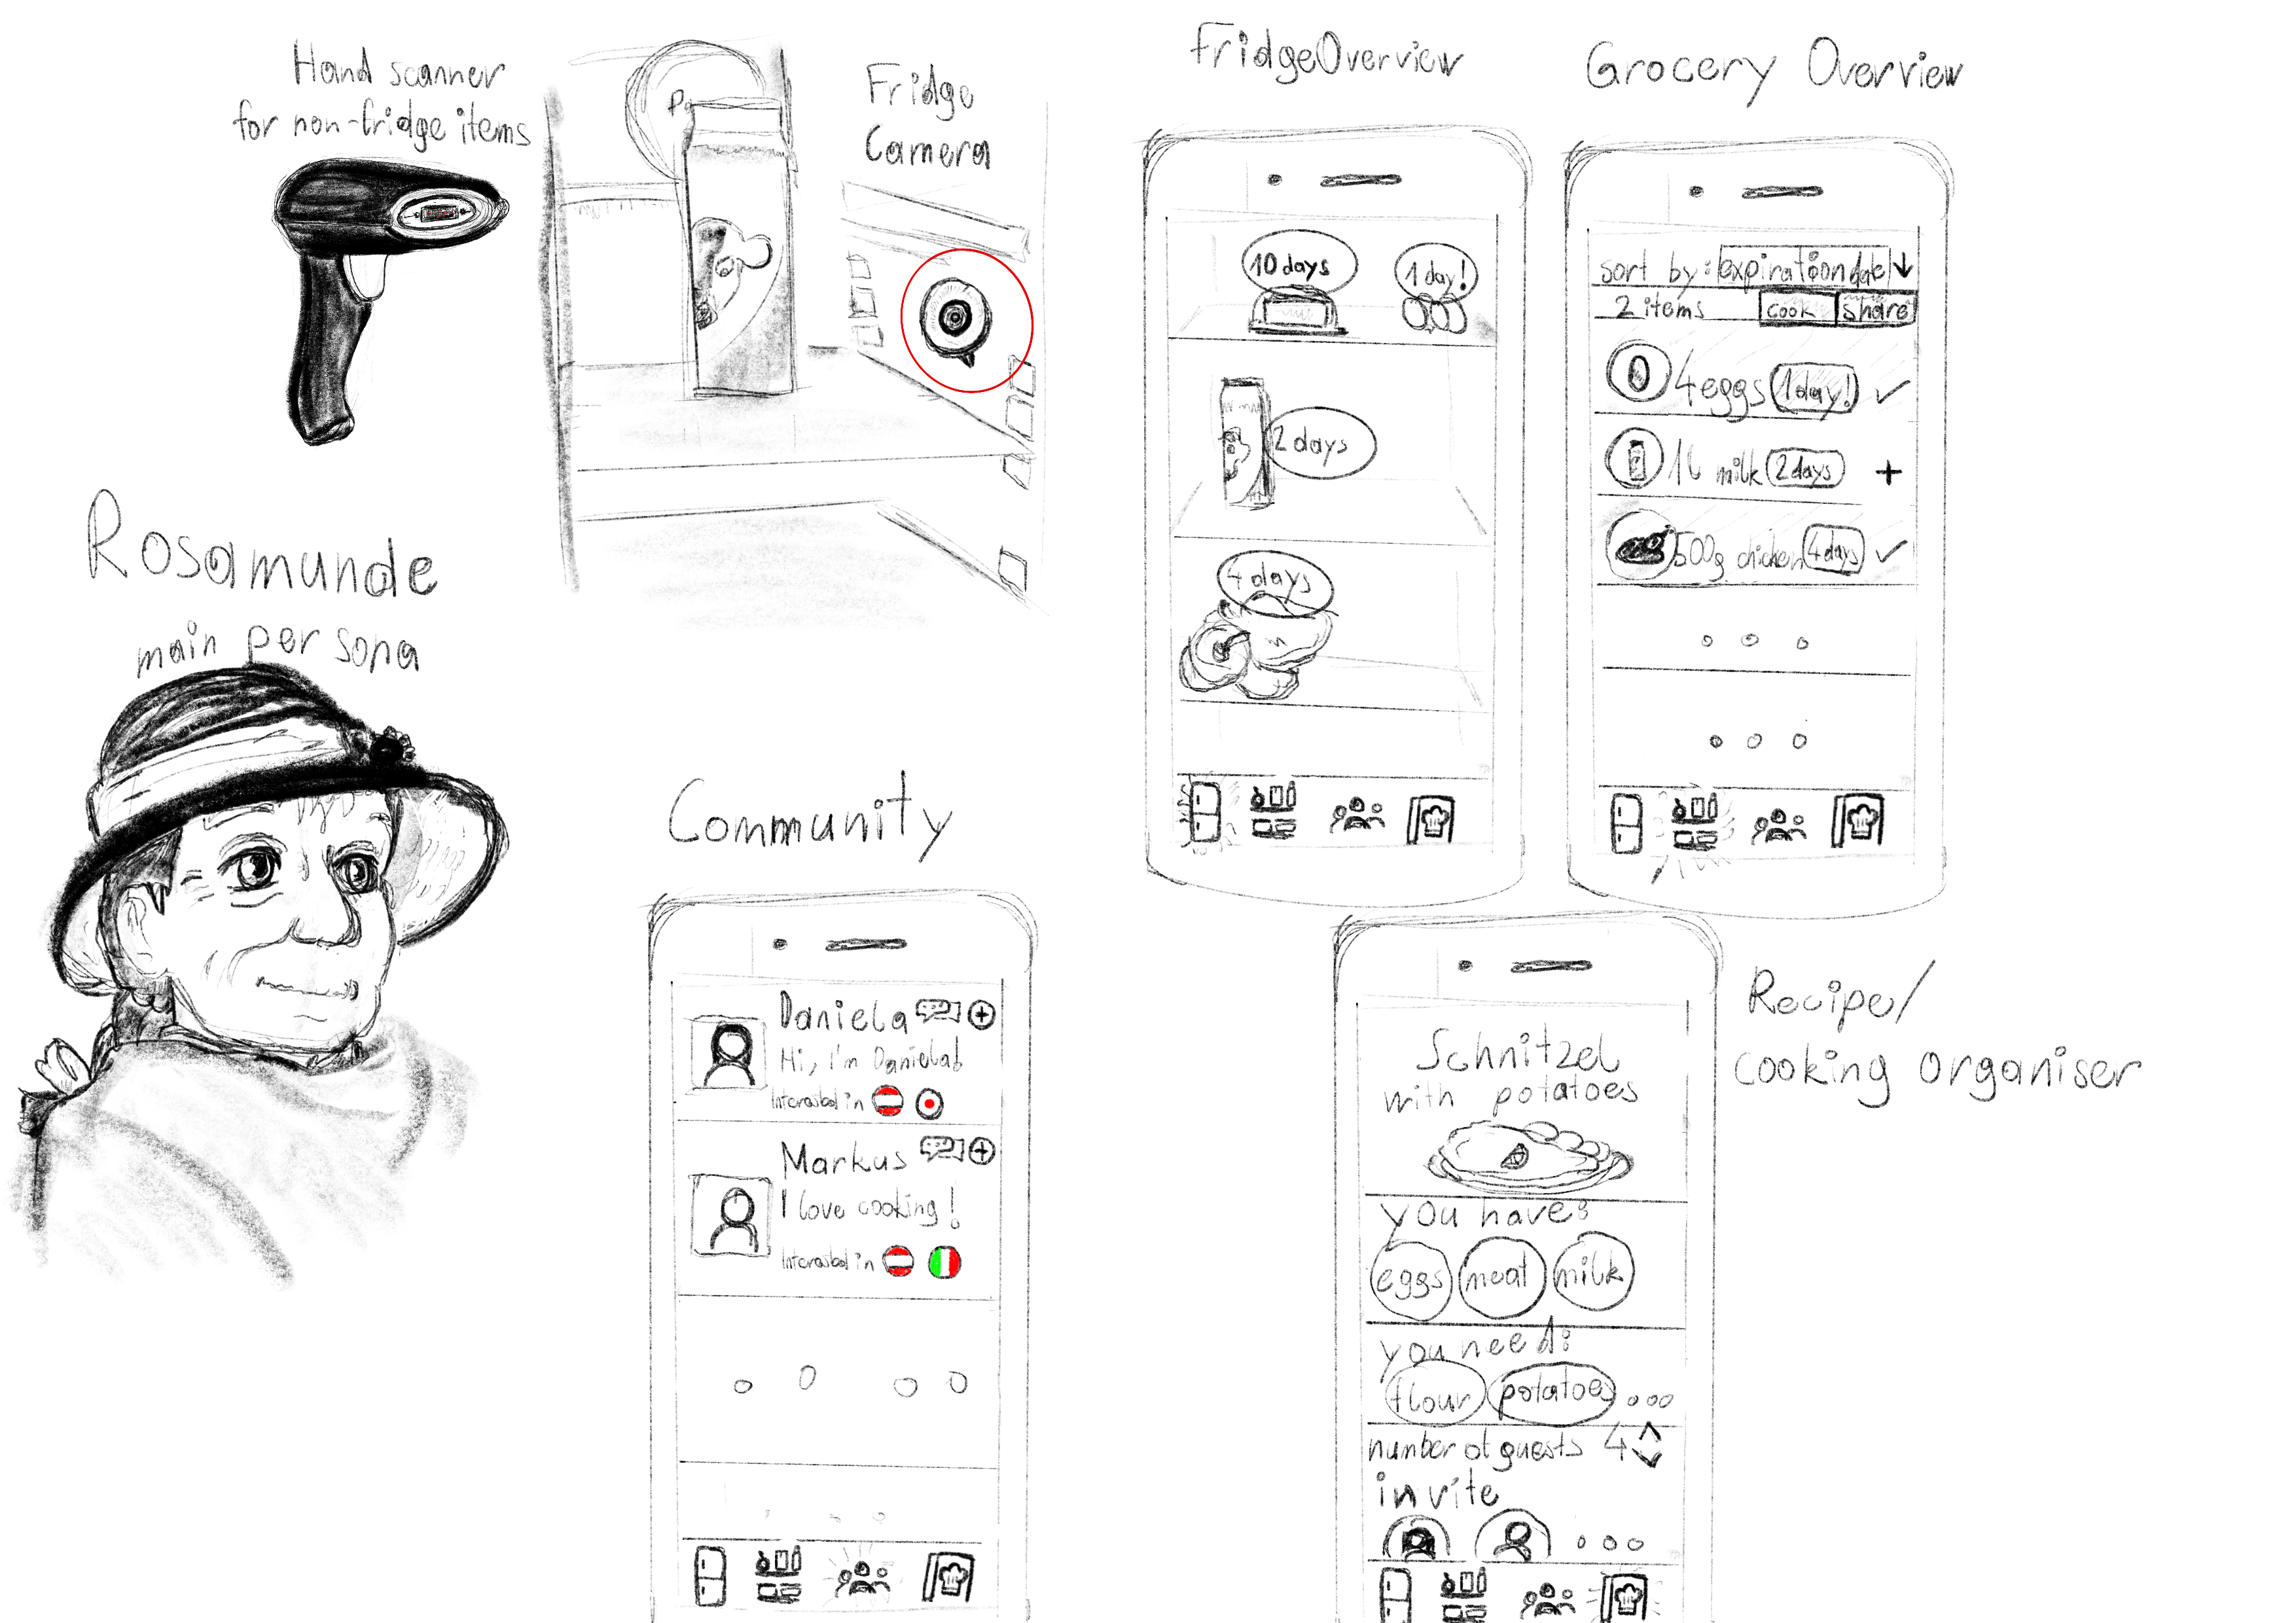 Hand scanner
for non-fridge items
Fridge
Camera
Rosamunde
main persona
Fridge Overview
10 days
1 day!
2 days
4 days
Grocery Overview
sort by: expiration date
2 items
cook
share
4 eggs 1 day!
1L milk 2 days
500g chicken 4 days
Community
Daniela
Hi, I'm Daniela!
Interested in
Markus
I love cooking!
Interested in
Recipe/
cooking organiser
Schnitzel
with potatoes
you have:
eggs meat milk
you need:
flour potatoes
number of guests 4
invite